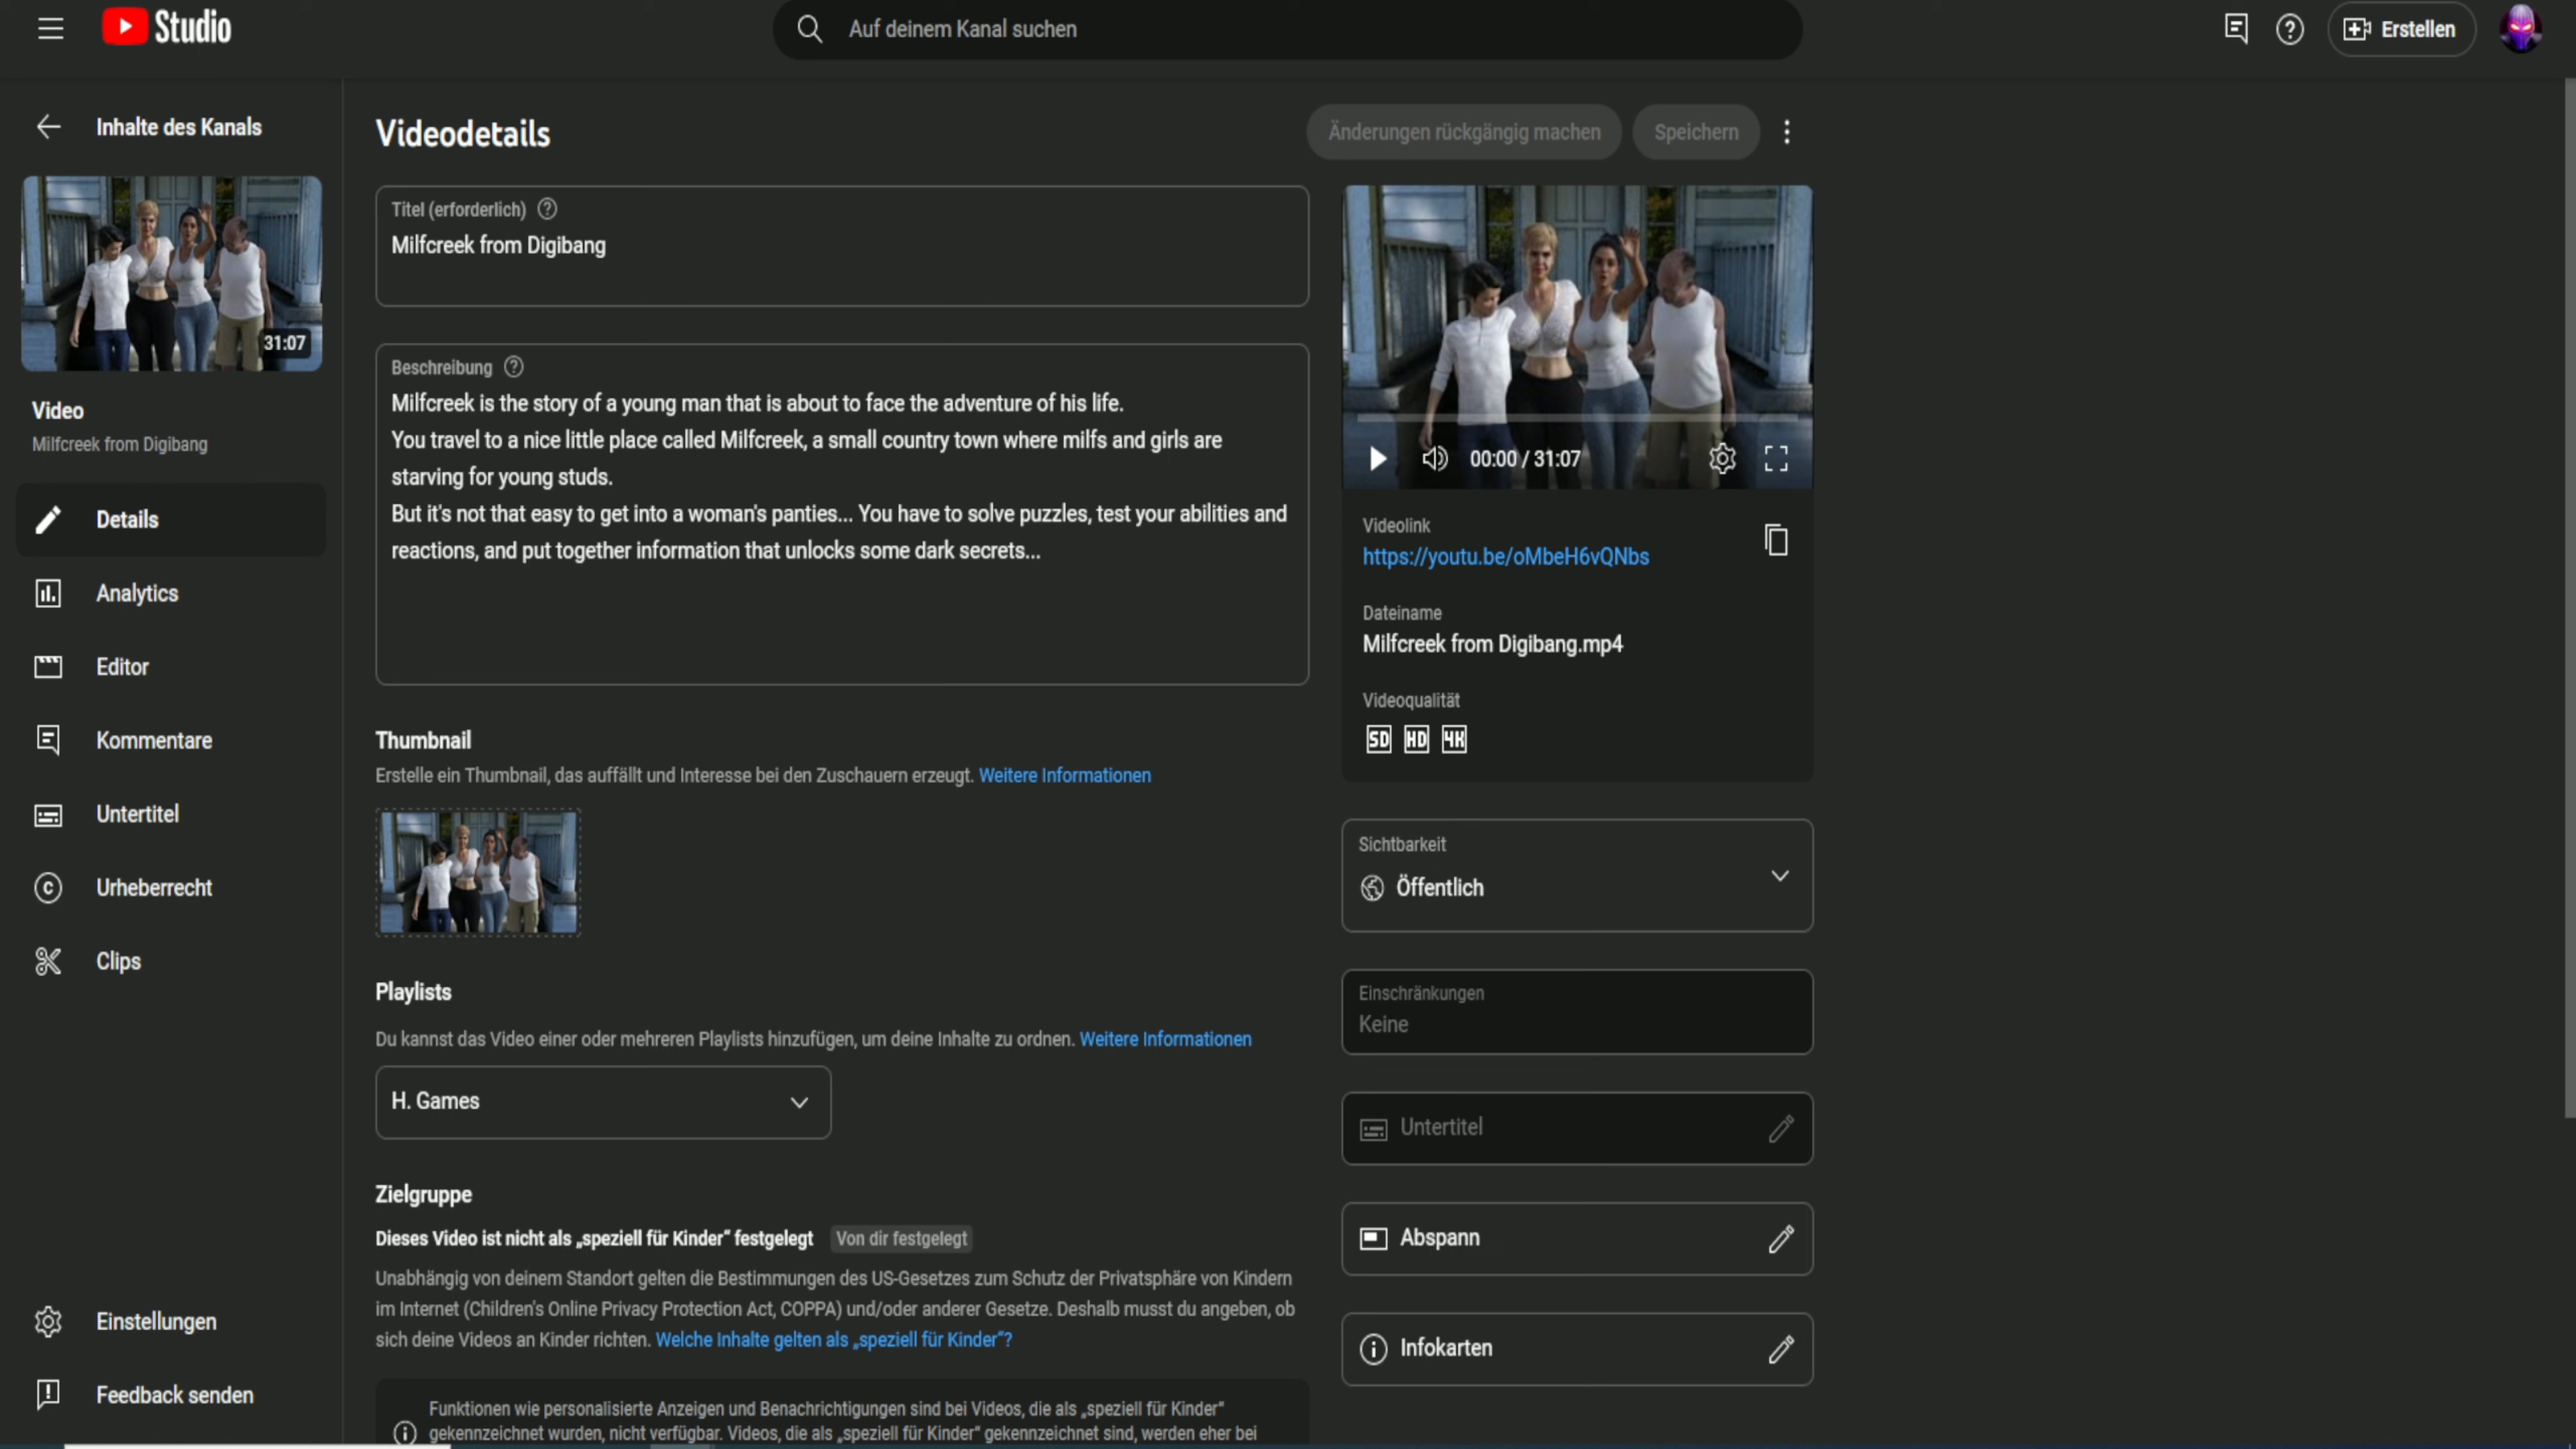 Studio
Auf deinem Kanal suchen
Erstellen
Inhalte des Kanals
31:07
Video
Milfcreek from Digibang
Details
Analytics
Editor
Kommentare
Untertitel
Urheberrecht
Clips
Einstellungen
Feedback senden
Videodetails
Änderungen rückgängig machen
Speichern
Titel (erforderlich)
Milfcreek from Digibang
Beschreibung
Milfcreek is the story of a young man that is about to face the adventure of his life.
You travel to a nice little place called Milfcreek, a small country town where milfs and girls are
starving for young studs.
But it's not that easy to get into a woman's panties... You have to solve puzzles, test your abilities and
reactions, and put together information that unlocks some dark secrets...
Thumbnail
Erstelle ein Thumbnail, das auffällt und Interesse bei den Zuschauern erzeugt. Weitere Informationen
Playlists
Du kannst das Video einer oder mehreren Playlists hinzufügen, um deine Inhalte zu ordnen. Weitere Informationen
H. Games
Zielgruppe
Dieses Video ist nicht als „speziell für Kinder“ festgelegt Von dir festgelegt
Unabhängig von deinem Standort gelten die Bestimmungen des US-Gesetzes zum Schutz der Privatsphäre von Kindern
im Internet (Children's Online Privacy Protection Act, COPPA) und/oder anderer Gesetze. Deshalb musst du angeben, ob
sich deine Videos an Kinder richten. Welche Inhalte gelten als „speziell für Kinder“?
Funktionen wie personalisierte Anzeigen und Benachrichtigungen sind bei Videos, die als „speziell für Kinder“
gekennzeichnet wurden, nicht verfügbar. Videos, die als „speziell für Kinder“ gekennzeichnet sind, werden eher bei
00:00 / 31:07
Videolink
https://youtu.be/oMbeH6vQNbs
Dateiname
Milfcreek from Digibang.mp4
Videoqualität
SD HD 4K
Sichtbarkeit
Öffentlich
Einschränkungen
Keine
Untertitel
Abspann
Infokarten